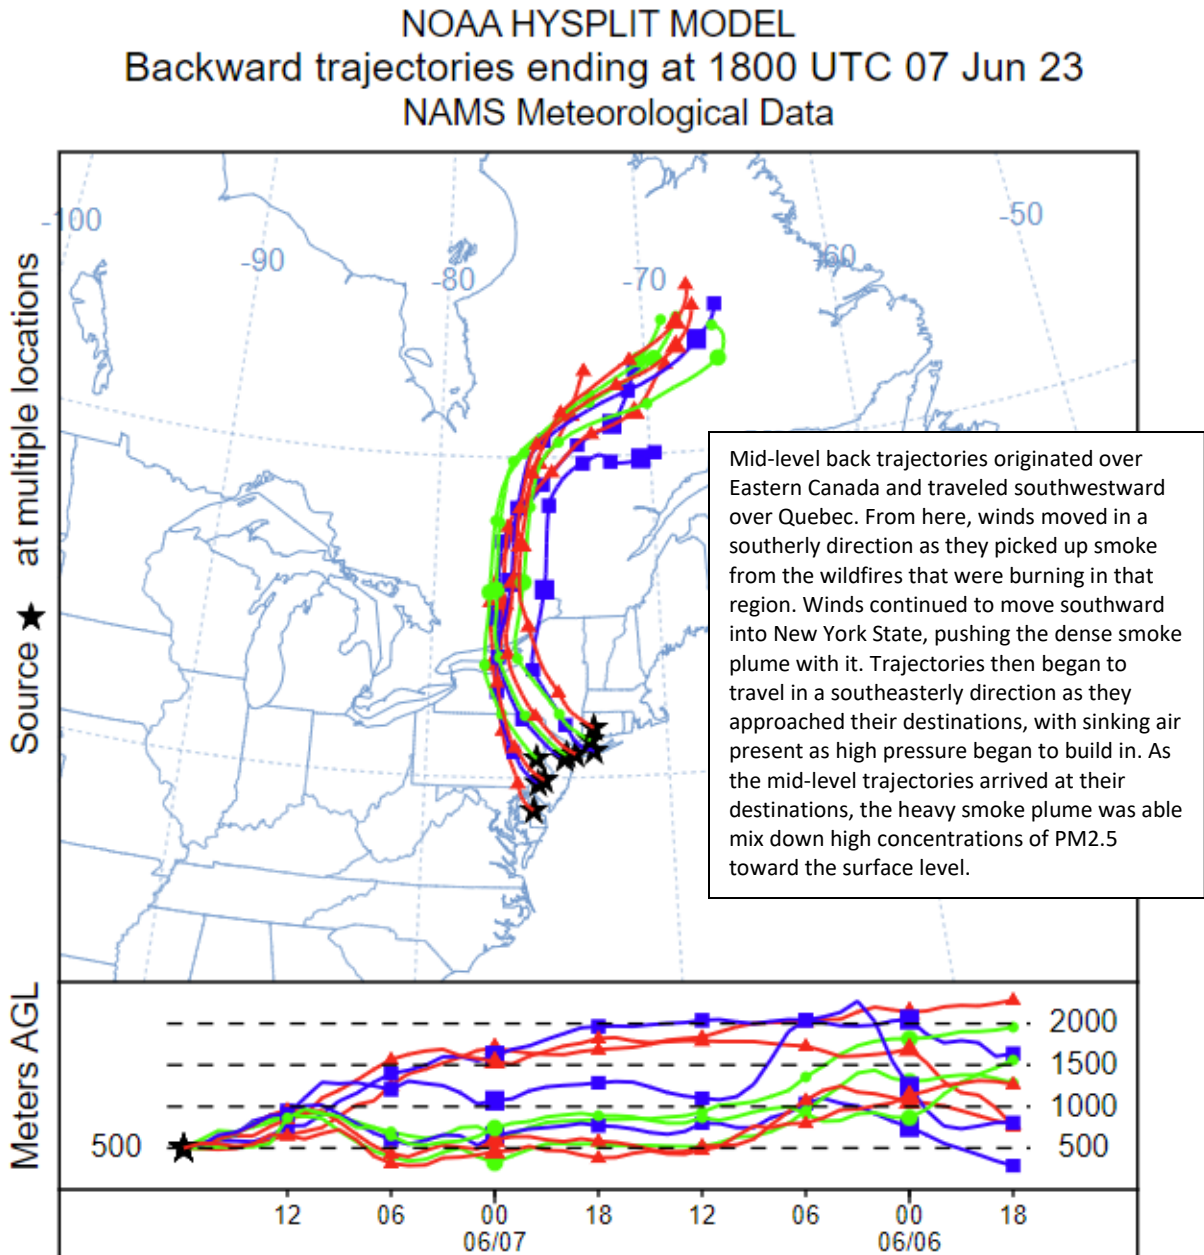 NOAA HYSPLIT MODEL
Backward trajectories ending at 1800 UTC 07 Jun 23
NAMS Meteorological Data
Source ★ at multiple locations
-100
-90
-80
-70
-60
-50
Mid-level back trajectories originated over
Eastern Canada and traveled southwestward
over Quebec. From here, winds moved in a
southerly direction as they picked up smoke
from the wildfires that were burning in that
region. Winds continued to move southward
into New York State, pushing the dense smoke
plume with it. Trajectories then began to
travel in a southeasterly direction as they
approached their destinations, with sinking air
present as high pressure began to build in. As
the mid-level trajectories arrived at their
destinations, the heavy smoke plume was able
mix down high concentrations of PM2.5
toward the surface level.
Meters AGL
500
2000
1500
1000
500
12 06 00 18 12 06 00 18
06/07 06/06